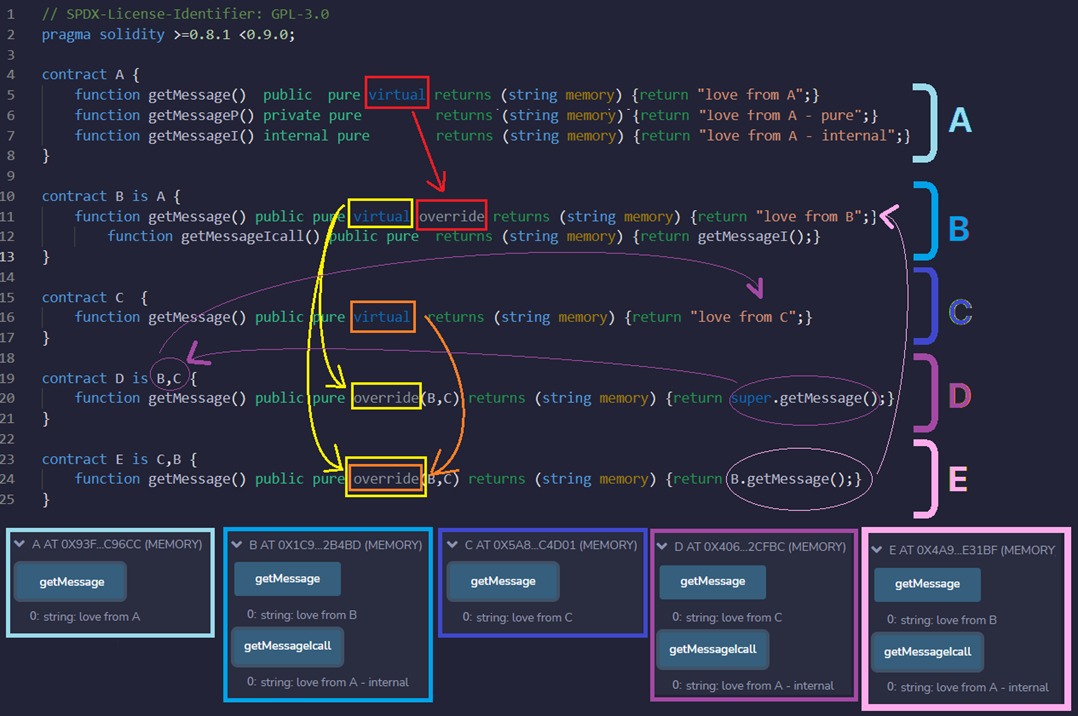 1 // SPDX-License-Identifier: GPL-3.0
2 pragma solidity >=0.8.1 <0.9.0;
3
4 contract A {
5 function getMessage() public pure virtual returns (string memory) {return "love from A";}
6 function getMessageP() private pure returns (string memory) {return "love from A - pure";}
7 function getMessageI() internal pure returns (string memory) {return "love from A - internal";}
8 }
A
9
10 contract B is A {
11 function getMessage() public pure virtual override returns (string memory) {return "love from B";}
12 function getMessageIcall() public pure returns (string memory) {return getMessageI();}
13 }
B
14
15 contract C {
16 function getMessage() public pure virtual returns (string memory) {return "love from C";}
17 }
C
18
19 contract D is B,C {
20 function getMessage() public pure override(B,C) returns (string memory) {return super.getMessage();}
21 }
D
22
23 contract E is C,B {
24 function getMessage() public pure override(B,C) returns (string memory) {return B.getMessage();}
25 }
E
A AT 0X93F...C96CC (MEMORY)
getMessage
0: string: love from A
B AT 0X1C9...2B4BD (MEMORY)
getMessage
0: string: love from B
getMessageIcall
0: string: love from A - internal
C AT 0X5A8...C4D01 (MEMORY)
getMessage
0: string: love from C
D AT 0X406...2CFBC (MEMORY)
getMessage
0: string: love from C
getMessageIcall
0: string: love from A - internal
E AT 0X4A9...E31BF (MEMORY
getMessage
0: string: love from B
getMessageIcall
0: string: love from A - internal